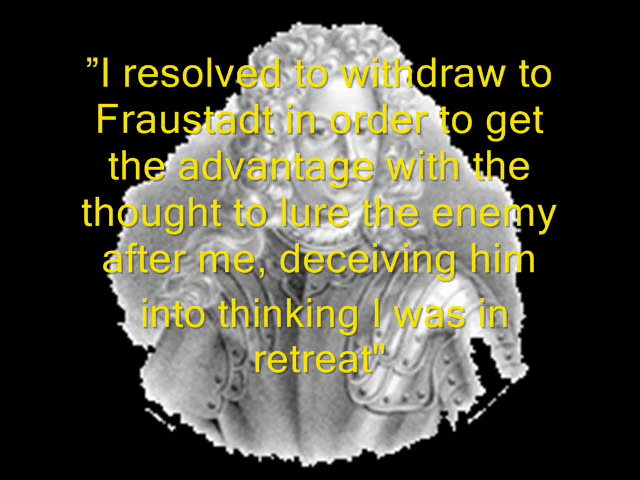 ”I resolved to withdraw to
Fraustadt in order to get
the advantage with the
thought to lure the enemy
after me, deceiving him
into thinking I was in
retreat"